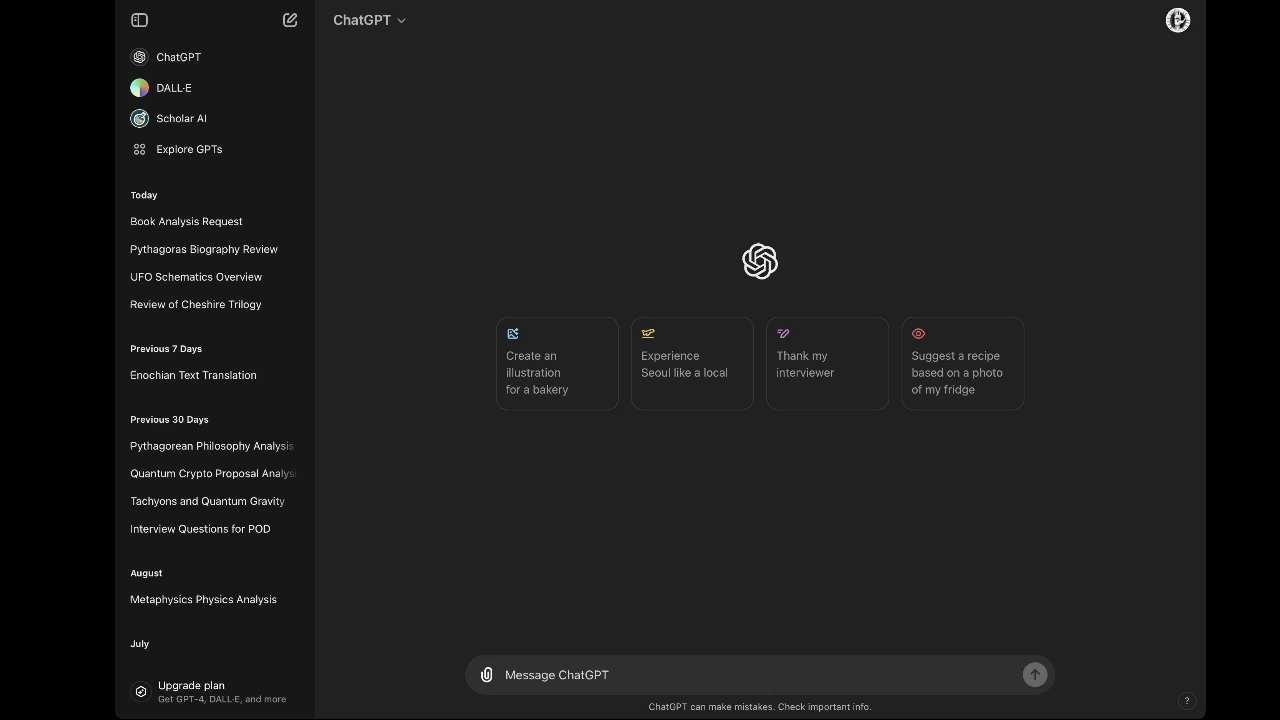 ChatGPT
DALL·E
Scholar AI
Explore GPTs
Today
Book Analysis Request
Pythagoras Biography Review
UFO Schematics Overview
Review of Cheshire Trilogy
Previous 7 Days
Enochian Text Translation
Previous 30 Days
Pythagorean Philosophy Analysis
Quantum Crypto Proposal Analys
Tachyons and Quantum Gravity
Interview Questions for POD
August
Metaphysics Physics Analysis
July
Upgrade plan
Get GPT-4, DALL·E, and more
ChatGPT
Create an
illustration
for a bakery
Experience
Seoul like a local
Thank my
interviewer
Suggest a recipe
based on a photo
of my fridge
Message ChatGPT
ChatGPT can make mistakes. Check important info.
?